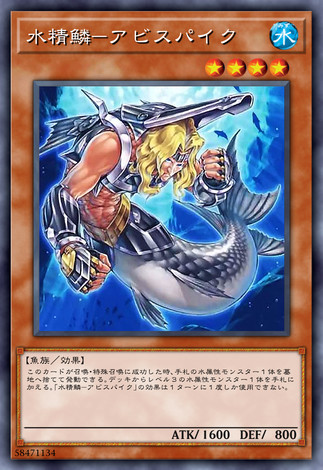 水精鱗-アビスパイク
水
【魚族／効果】
このカードが召喚・特殊召喚に成功した時、手札の水属性モンスター1体を墓
地へ捨てて発動できる。デッキからレベル3の水属性モンスター1体を手札に
加える。「水精鱗-アビスパイク」の効果は1ターンに1度しか使用できない。
ATK/ 1600 DEF/ 800
58471134